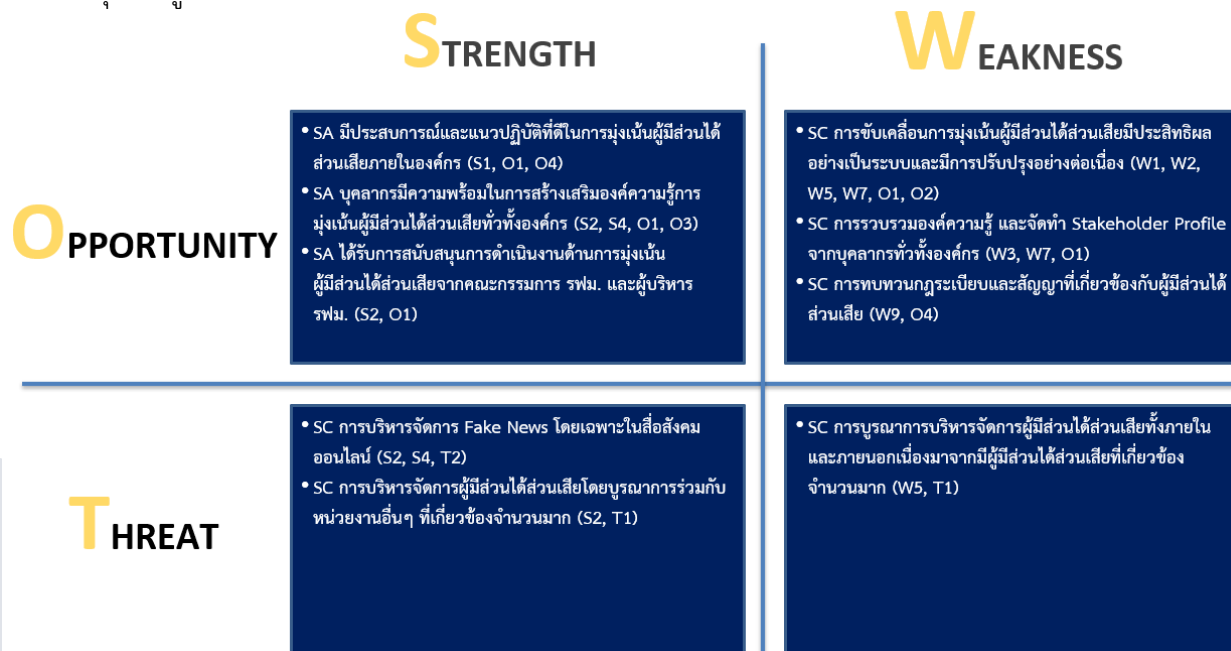 STRENGTH
WEAKNESS
OPPORTUNITY
• SA มีประสบการณ์และแนวปฏิบัติที่ดีในการมุ่งเน้นผู้มีส่วนได้
ส่วนเสียภายในองค์กร (S1, O1, O4)
• SA บุคลากรมีความพร้อมในการสร้างเสริมองค์ความรู้การ
มุ่งเน้นผู้มีส่วนได้ส่วนเสียทั่วทั้งองค์กร (S2, S4, O1, O3)
• SA ได้รับการสนับสนุนการดำเนินงานด้านการมุ่งเน้น
ผู้มีส่วนได้ส่วนเสียจากคณะกรรมการ รฟม. และผู้บริหาร
รฟม. (S2, O1)
• SC การขับเคลื่อนการมุ่งเน้นผู้มีส่วนได้ส่วนเสียมีประสิทธิผล
อย่างเป็นระบบและมีการปรับปรุงอย่างต่อเนื่อง (W1, W2,
W5, W7, O1, O2)
• SC การรวบรวมองค์ความรู้ และจัดทำ Stakeholder Profile
จากบุคลากรทั่วทั้งองค์กร (W3, W7, O1)
• SC การทบทวนกฎระเบียบและสัญญาที่เกี่ยวข้องกับผู้มีส่วนได้
ส่วนเสีย (W9, O4)
THREAT
• SC การบริหารจัดการ Fake News โดยเฉพาะในสื่อสังคม
ออนไลน์ (S2, S4, T2)
• SC การบริหารจัดการผู้มีส่วนได้ส่วนเสียโดยบูรณาการร่วมกับ
หน่วยงานอื่นๆ ที่เกี่ยวข้องจำนวนมาก (S2, T1)
• SC การบูรณาการบริหารจัดการผู้มีส่วนได้ส่วนเสียทั้งภายใน
และภายนอกเนื่องมาจากมีผู้มีส่วนได้ส่วนเสียที่เกี่ยวข้อง
จำนวนมาก (W5, T1)